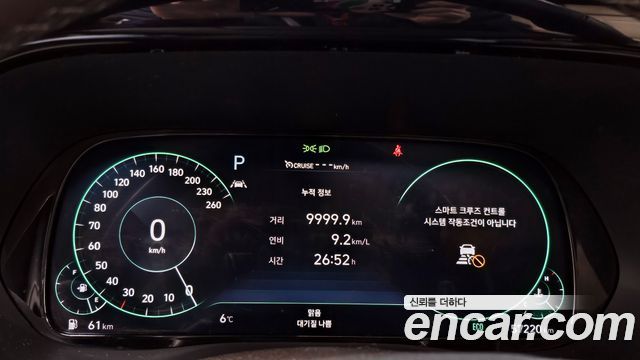 CRUISE ---km/h
P
누적 정보
거리 9999.9 km
연비 9.2 km/L
시간 26:52 h
0
km/h
0
10
20
30
40
50
60
70
80
90
100
120
140
160
180
200
220
260
F
E
61 km
6℃
맑음
대기질 나쁨
스마트 크루즈 컨트롤
시스템 작동조건이 아닙니다
H
ECO
신뢰를 더하다
encar.com